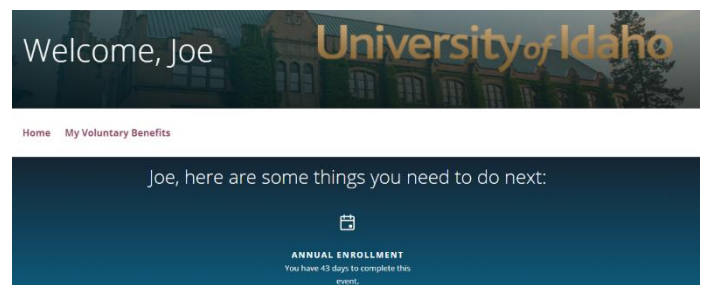 Welcome, Joe
University of Idaho
Home My Voluntary Benefits
Joe, here are some things you need to do next:
ANNUAL ENROLLMENT
You have 43 days to complete this
event.